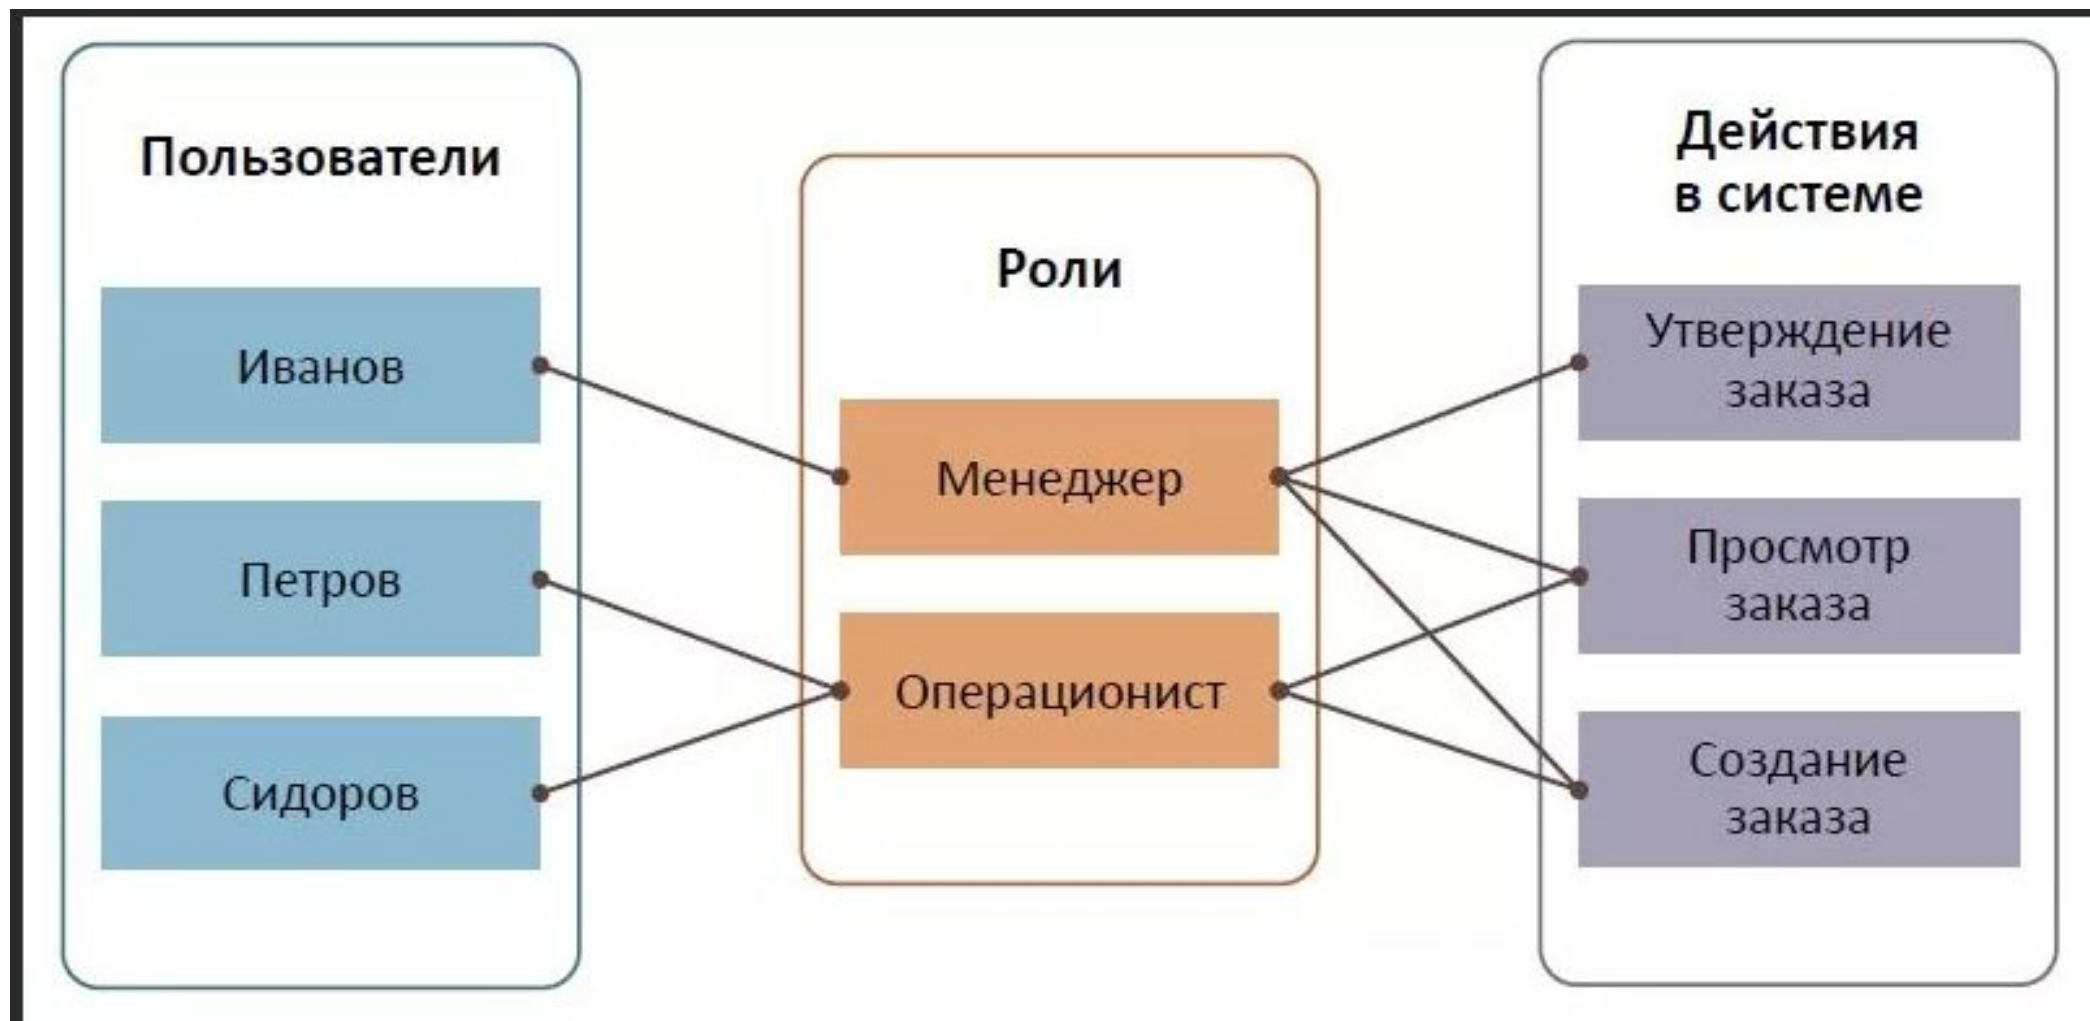 Пользователи
Иванов
Петров
Сидоров
Роли
Менеджер
Операционист
Действия
в системе
Утверждение
заказа
Просмотр
заказа
Создание
заказа